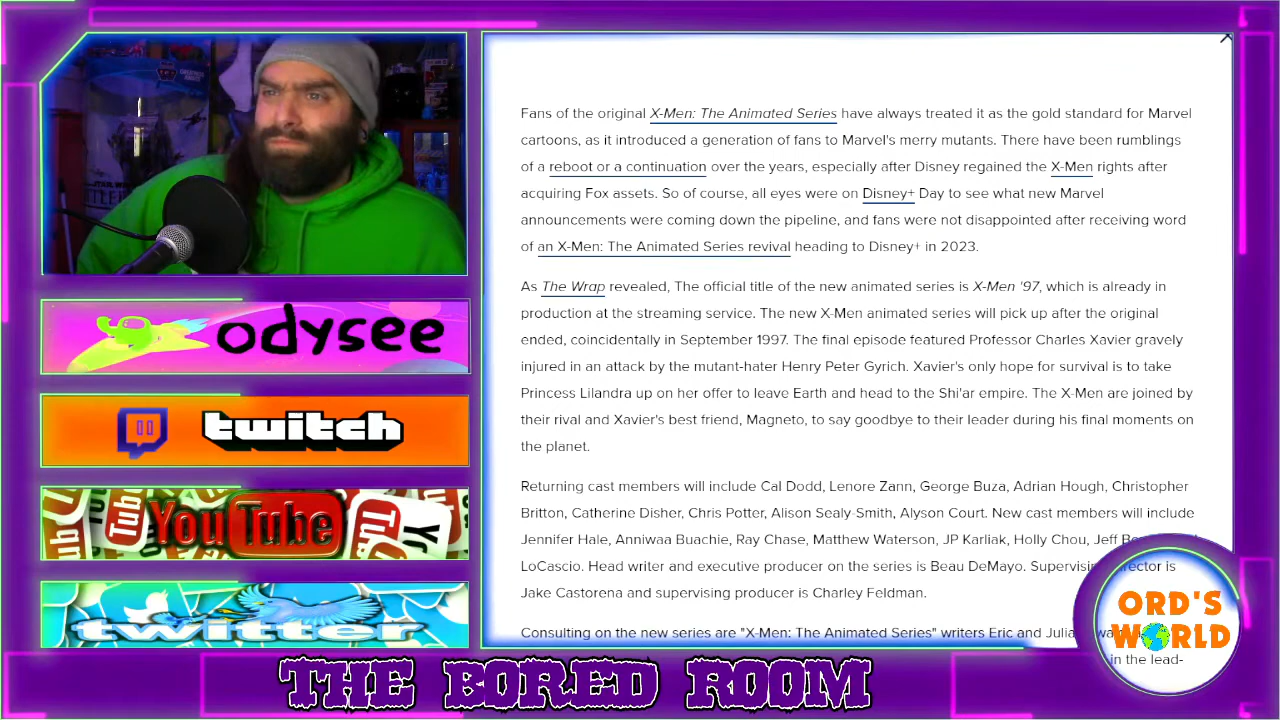 Fans of the original X-Men: The Animated Series have always treated it as the gold standard for Marvel
cartoons, as it introduced a generation of fans to Marvel's merry mutants. There have been rumblings
of a reboot or a continuation over the years, especially after Disney regained the X-Men rights after
acquiring Fox assets. So of course, all eyes were on Disney+ Day to see what new Marvel
announcements were coming down the pipeline, and fans were not disappointed after receiving word
of an X-Men: The Animated Series revival heading to Disney+ in 2023.
As The Wrap revealed, The official title of the new animated series is X-Men '97, which is already in
production at the streaming service. The new X-Men animated series will pick up after the original
ended, coincidentally in September 1997. The final episode featured Professor Charles Xavier gravely
injured in an attack by the mutant-hater Henry Peter Gyrich. Xavier's only hope for survival is to take
Princess Lilandra up on her offer to leave Earth and head to the Shi'ar empire. The X-Men are joined by
their rival and Xavier's best friend, Magneto, to say goodbye to their leader during his final moments on
the planet.
Returning cast members will include Cal Dodd, Lenore Zann, George Buza, Adrian Hough, Christopher
Britton, Catherine Disher, Chris Potter, Alison Sealy-Smith, Alyson Court. New cast members will include
Jennifer Hale, Anniwaa Buachie, Ray Chase, Matthew Waterson, JP Karliak, Holly Chou, Jeff
LoCascio. Head writer and executive producer on the series is Beau DeMayo. is
Jake Castorena and supervising producer is Charley Feldman.
Consulting on the new series are "X-Men: The Animated Series" writers Eric and
in the lead-
odysee
twitch
YouTube
twitter
ORD'S
WORLD
THE BORED ROOM